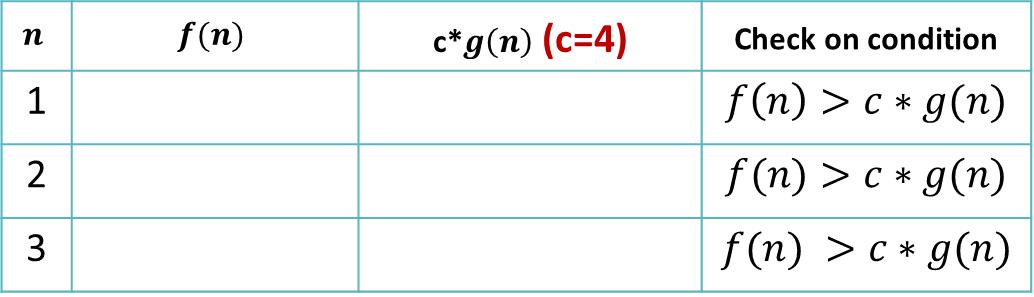 n f(n) c*g(n) (c=4) Check on condition
1 f(n) > c * g(n)
2 f(n) > c * g(n)
3 f(n) > c * g(n)